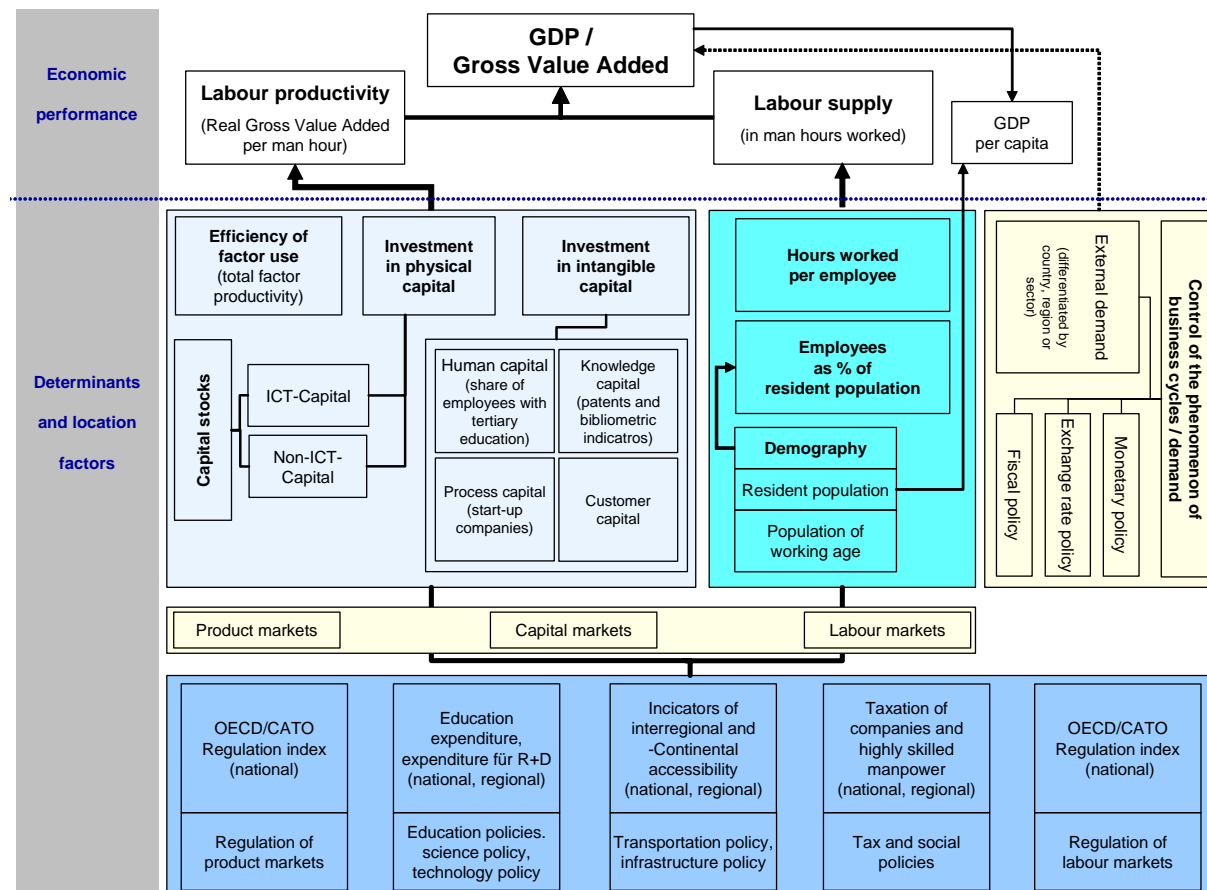 Economic
performance
GDP /
Gross Value Added
Labour productivity
(Real Gross Value Added
per man hour)
Labour supply
(in man hours worked)
GDP
per capita
Determinants
and location
factors
Efficiency of
factor use
(total factor
productivity)
Investment
in physical
capital
Investment
in intangible
capital
Capital stocks
ICT-Capital
Non-ICT-
Capital
Human capital
(share of
employees with
tertiary
education)
Knowledge
capital
(patents and
bibliometric
indicatros)
Process capital
(start-up
companies)
Customer
capital
Hours worked
per employee
Employees
as % of
resident population
Demography
Resident population
Population of
working age
External demand
(differentiated by
country, region or
sector)
Control of the phenomenon of
business cycles / demand
Fiscal policy
Exchange rate policy
Monetary policy
Product markets
Capital markets
Labour markets
OECD/CATO
Regulation index
(national)
Regulation of
product markets
Education
expenditure,
expenditure für R+D
(national, regional)
Education policies.
science policy,
technology policy
Incicators of
interregional and
-Continental
accessibility
(national, regional)
Transportation policy,
infrastructure policy
Taxation of
companies and
highly skilled
manpower
(national, regional)
Tax and social
policies
OECD/CATO
Regulation index
(national)
Regulation of
labour markets